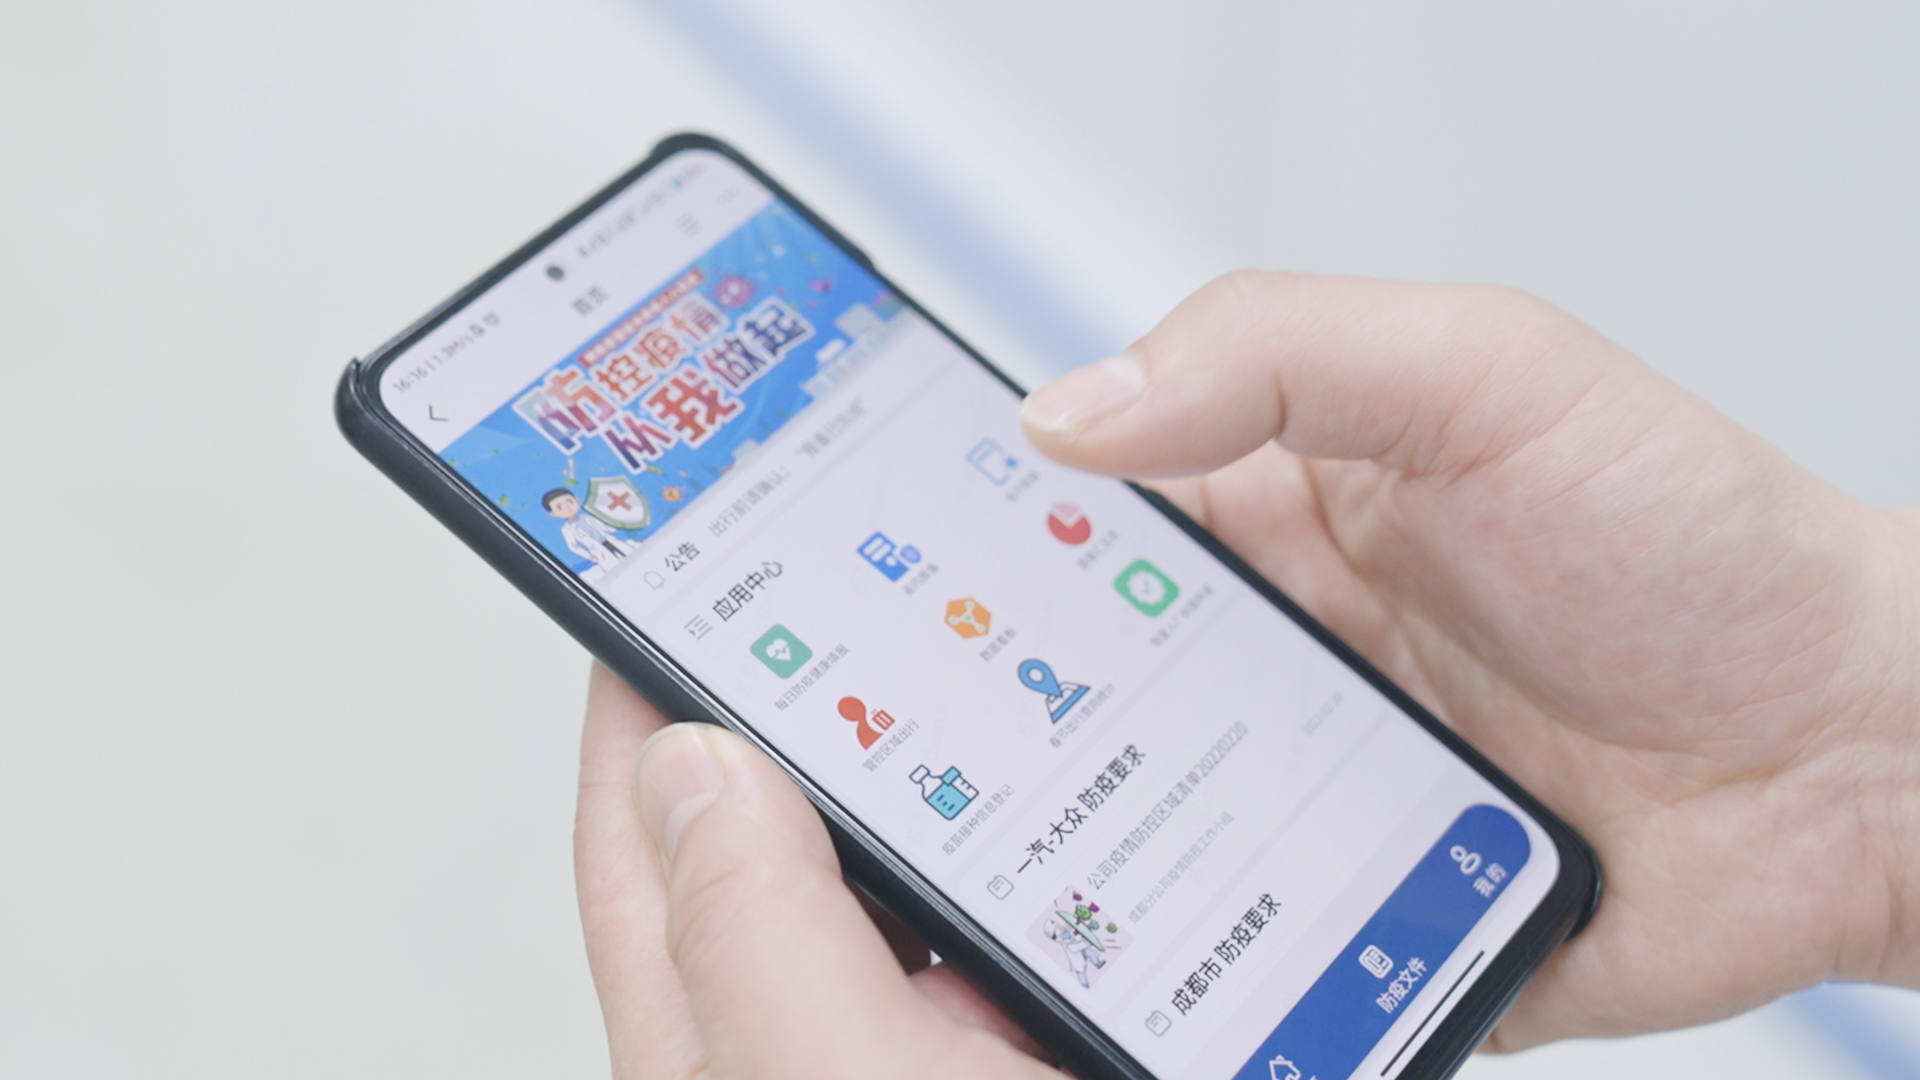 16:16 | 1.3M/s
首页
防控疫情
从我做起
公告 出行前请确认："报备已完成"
应用中心
每日防疫健康填报
管控区域出行
数据看板
疫苗接种信息登记
春节出行意向统计
一汽-大众 防疫要求
公司疫情防控区域清单20220220
成都分公司疫情防控工作小组
成都市 防疫要求
防疫文件
我的